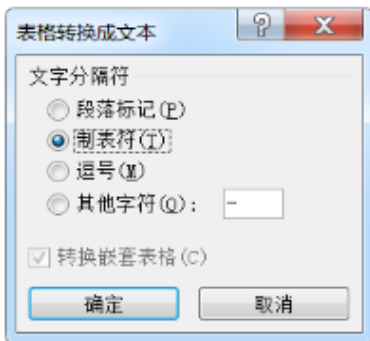 表格转换成文本
文字分隔符
段落标记(P)
制表符(T)
逗号(M)
其他字符(O): -
转换嵌套表格(C)
确定 取消